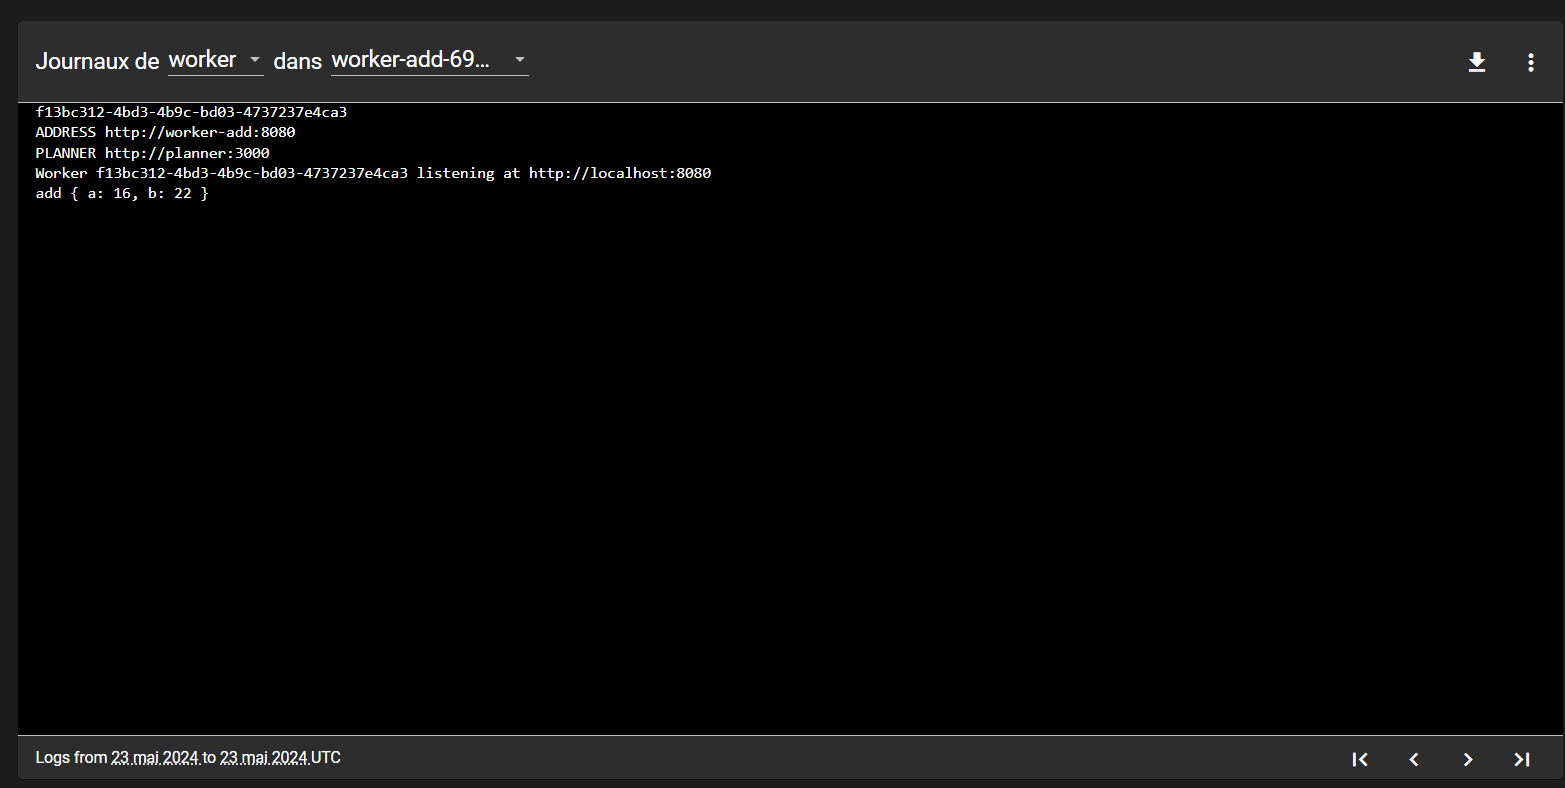 Journaux de worker dans worker-add-69...
f13bc312-4bd3-4b9c-bd03-4737237e4ca3
ADDRESS http://worker-add:8080
PLANNER http://planner:3000
Worker f13bc312-4bd3-4b9c-bd03-4737237e4ca3 listening at http://localhost:8080
add { a: 16, b: 22 }
Logs from 23 mai 2024 to 23 mai 2024 UTC